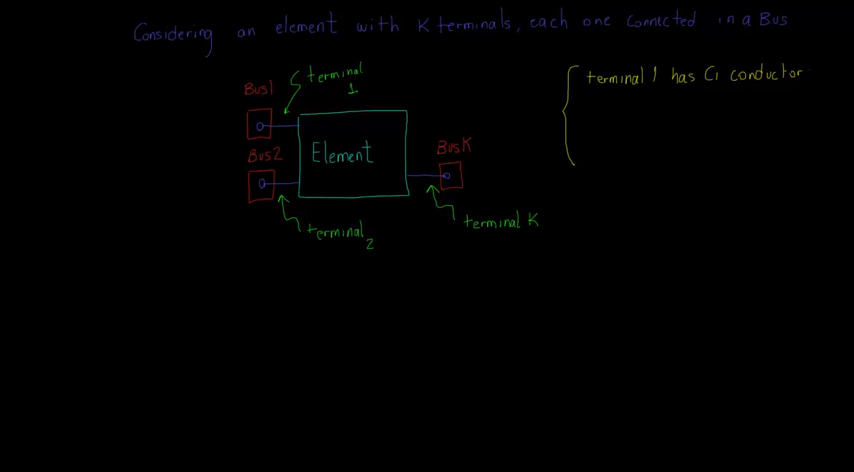 Considering an element with K terminals, each one connected in a Bus
terminal 1
Bus1
terminal 1 has C1 conductor
Bus2
Element
BusK
terminal 2
terminal K